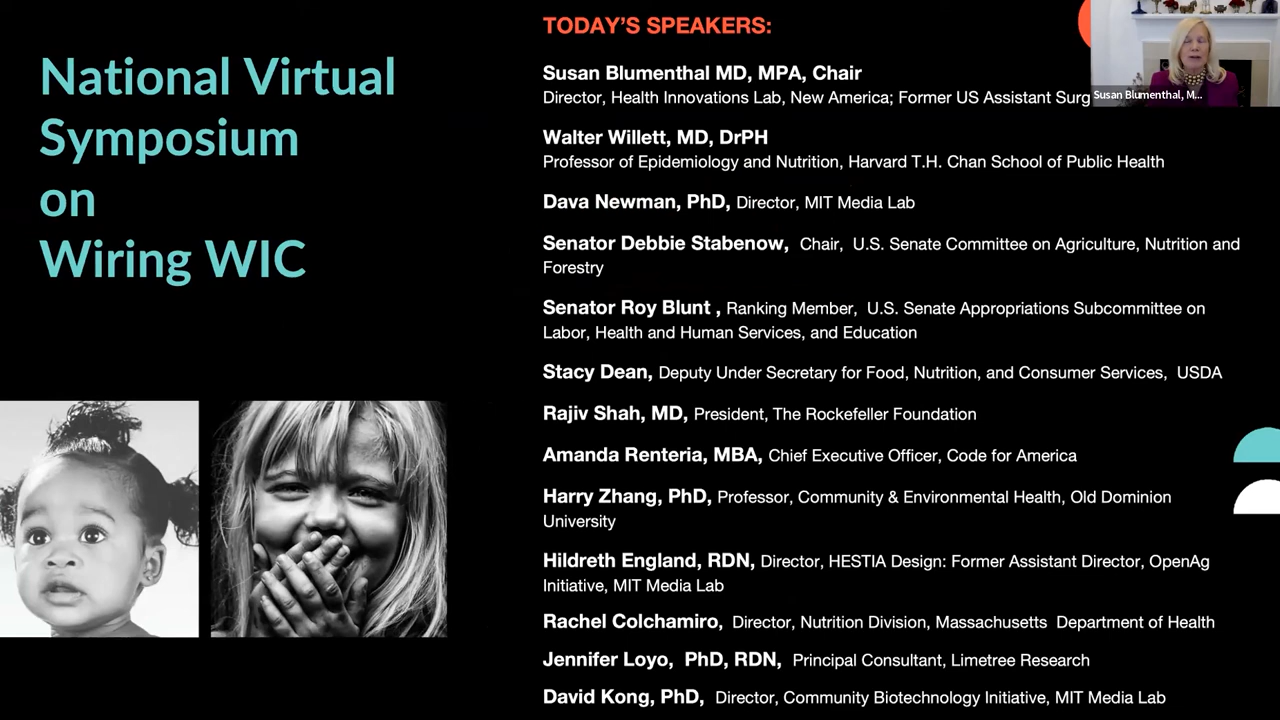 National Virtual
Symposium
on
Wiring WIC
TODAY'S SPEAKERS:
Susan Blumenthal MD, MPA, Chair
Director, Health Innovations Lab, New America; Former US Assistant Surg
Susan Blumenthal, M...
Walter Willett, MD, DrPH
Professor of Epidemiology and Nutrition, Harvard T.H. Chan School of Public Health
Dava Newman, PhD, Director, MIT Media Lab
Senator Debbie Stabenow, Chair, U.S. Senate Committee on Agriculture, Nutrition and
Forestry
Senator Roy Blunt , Ranking Member, U.S. Senate Appropriations Subcommittee on
Labor, Health and Human Services, and Education
Stacy Dean, Deputy Under Secretary for Food, Nutrition, and Consumer Services, USDA
Rajiv Shah, MD, President, The Rockefeller Foundation
Amanda Renteria, MBA, Chief Executive Officer, Code for America
Harry Zhang, PhD, Professor, Community & Environmental Health, Old Dominion
University
Hildreth England, RDN, Director, HESTIA Design: Former Assistant Director, OpenAg
Initiative, MIT Media Lab
Rachel Colchamiro, Director, Nutrition Division, Massachusetts Department of Health
Jennifer Loyo, PhD, RDN, Principal Consultant, Limetree Research
David Kong, PhD, Director, Community Biotechnology Initiative, MIT Media Lab